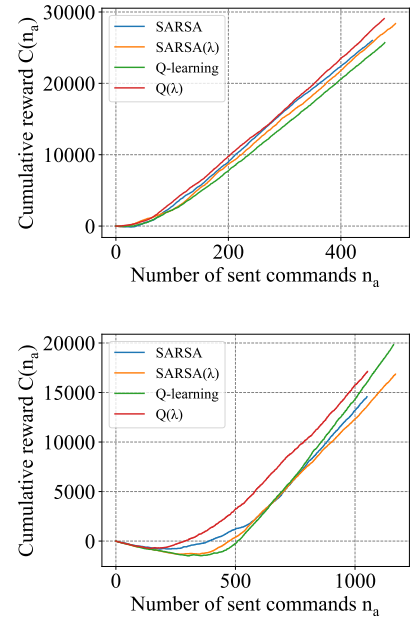 30000
20000
10000
0
Cumulative reward C(nₐ)
SARSA
SARSA(λ)
Q-learning
Q(λ)
0 200 400
Number of sent commands nₐ
20000
15000
10000
5000
0
Cumulative reward C(nₐ)
SARSA
SARSA(λ)
Q-learning
Q(λ)
0 500 1000
Number of sent commands nₐ